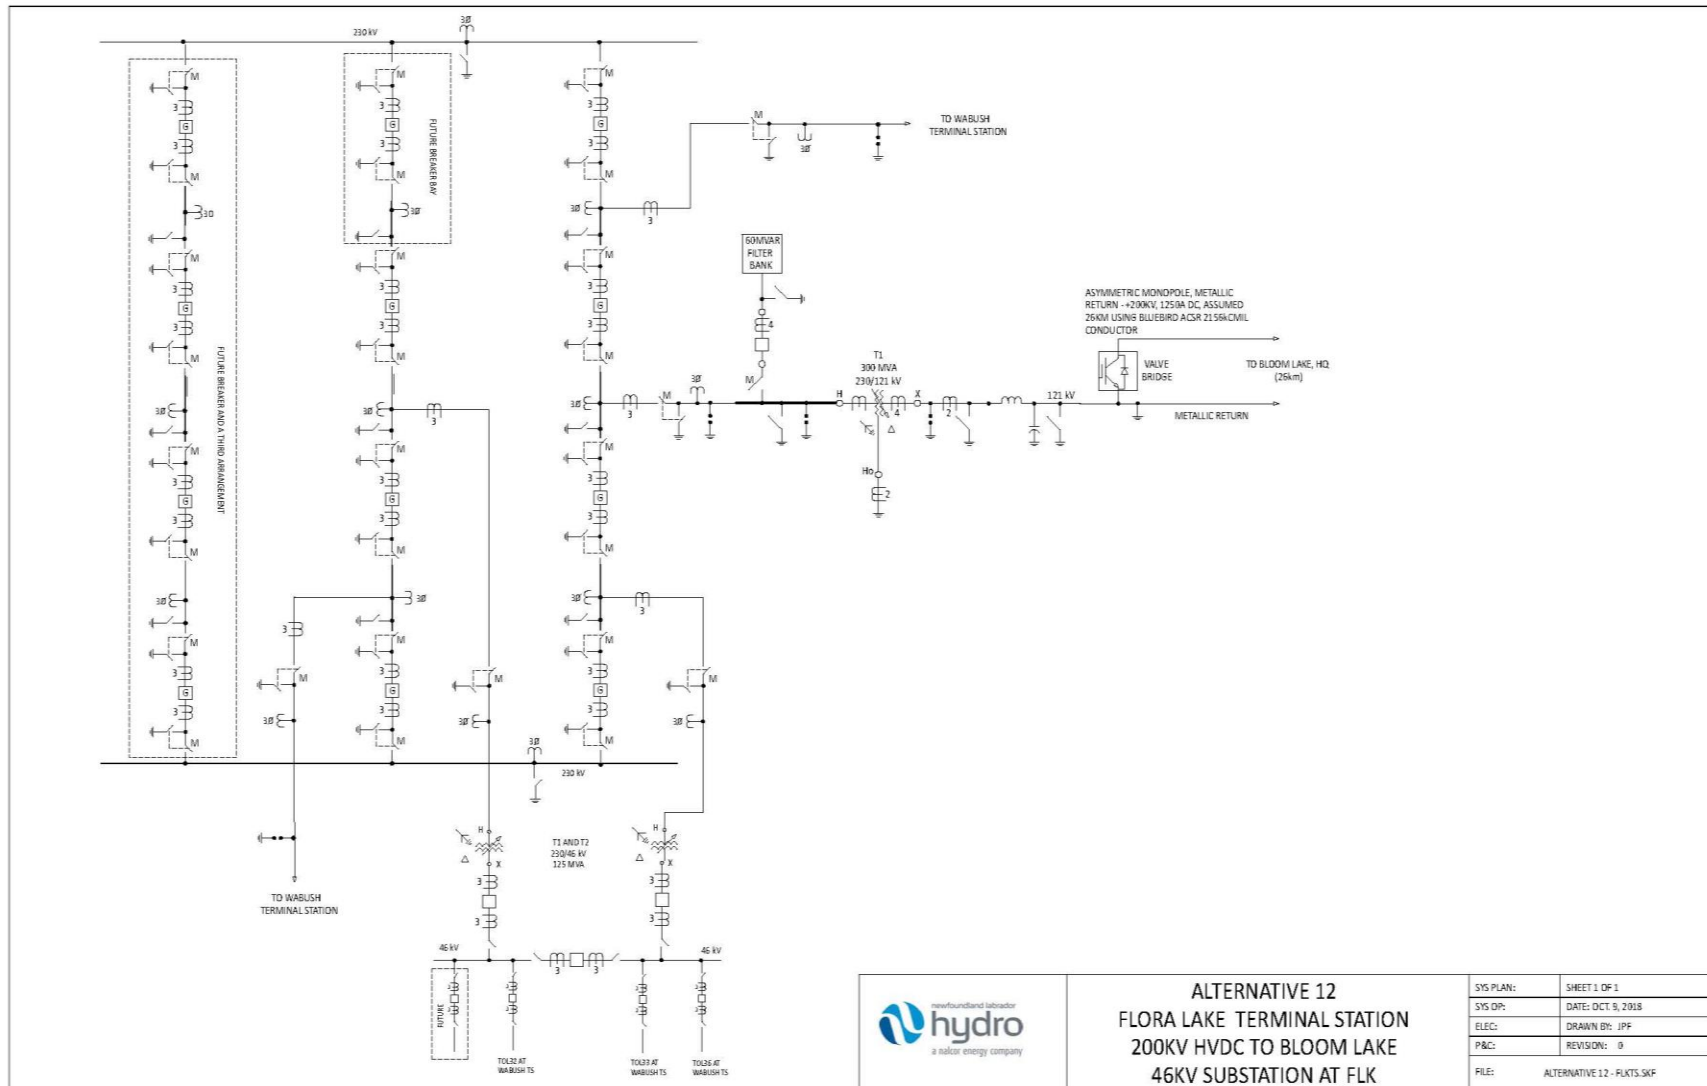 230 kV
3Ø
FUTURE BREAKER AND A THIRD ARRANGEMENT
FUTURE BREAKER BAY
TO WABUSH
TERMINAL STATION
60MVAR
FILTER
BANK
T1
300 MVA
230/121 kV
H
X
Ho
121 kV
ASYMMETRIC MONOPOLE, METALLIC
RETURN -+200KV, 1250A DC, ASSUMED
26KM USING BLUEBIRD ACSR 2156kCMIL
CONDUCTOR
VALVE
BRIDGE
TO BLOOM LAKE, HQ
(26km)
METALLIC RETURN
230 kV
3Ø
TO WABUSH
TERMINAL STATION
T1 AND T2
230/46 kV
125 MVA
H
X
H
X
46 kV
46 kV
FUTURE
TOL32 AT
WABUSH TS
TOL33 AT
WABUSH TS
TOL36 AT
WABUSH TS
newfoundland labrador
hydro
a nalcor energy company
ALTERNATIVE 12
FLORA LAKE TERMINAL STATION
200KV HVDC TO BLOOM LAKE
46KV SUBSTATION AT FLK
SYS PLAN: SHEET 1 OF 1
SYS OP: DATE: OCT. 9, 2018
ELEC: DRAWN BY: JPF
P&C: REVISION: 0
FILE: ALTERNATIVE 12 - FLKTS.SKF